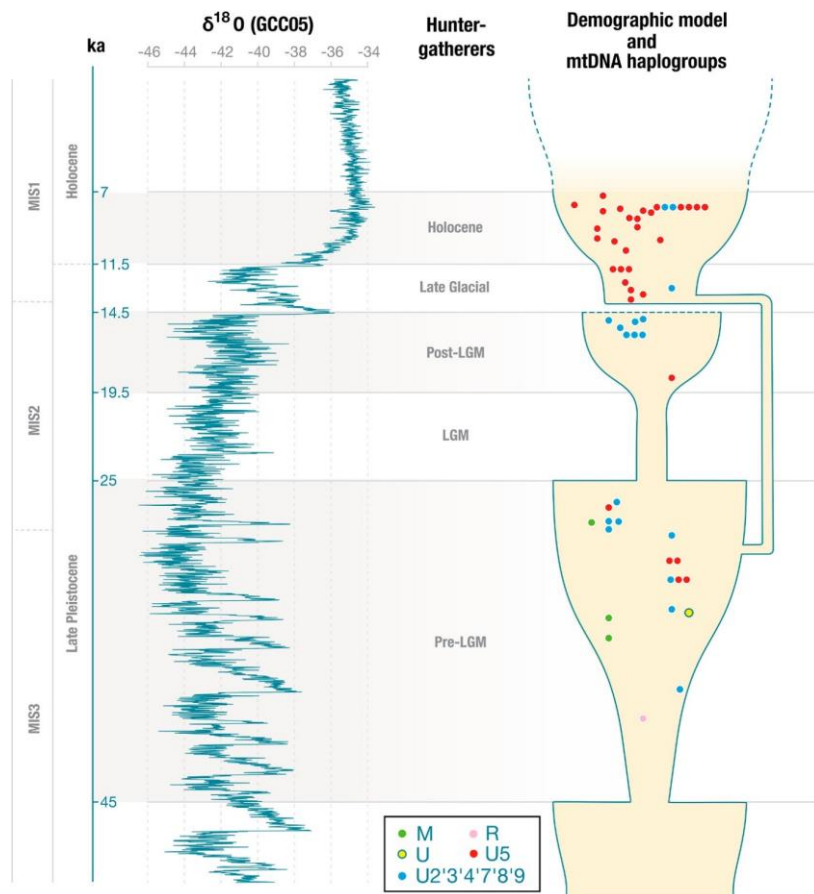 δ18O (GCC05)
Hunter-
gatherers
Demographic model
and
mtDNA haplogroups
ka
-46 -44 -42 -40 -38 -36 -34
MIS1
Holocene
7
Holocene
11.5
Late Glacial
14.5
Post-LGM
19.5
MIS2
LGM
25
Late Pleistocene
Pre-LGM
MIS3
45
M
R
U
U5
U2'3'4'7'8'9